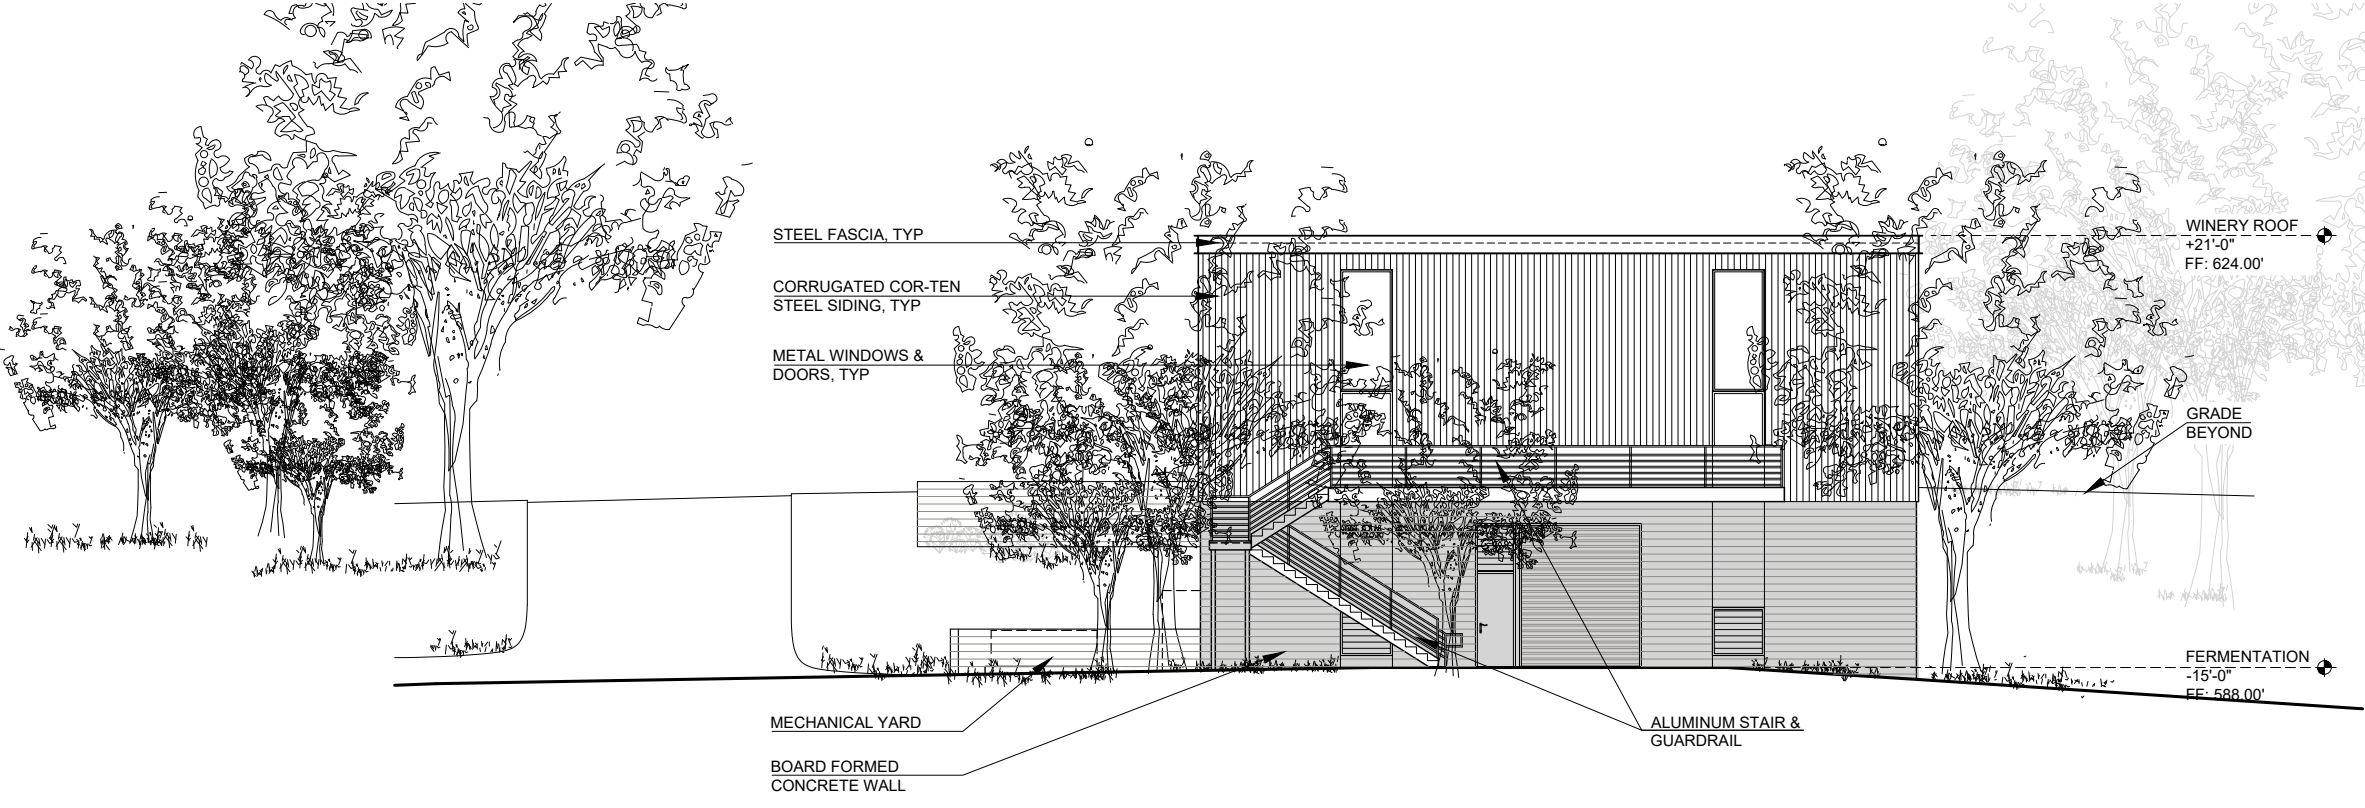 STEEL FASCIA, TYP
CORRUGATED COR-TEN
STEEL SIDING, TYP
METAL WINDOWS &
DOORS, TYP
MECHANICAL YARD
BOARD FORMED
CONCRETE WALL
WINERY ROOF
+21'-0"
FF: 624.00'
GRADE
BEYOND
FERMENTATION
-15'-0"
FF: 588.00'
ALUMINUM STAIR &
GUARDRAIL